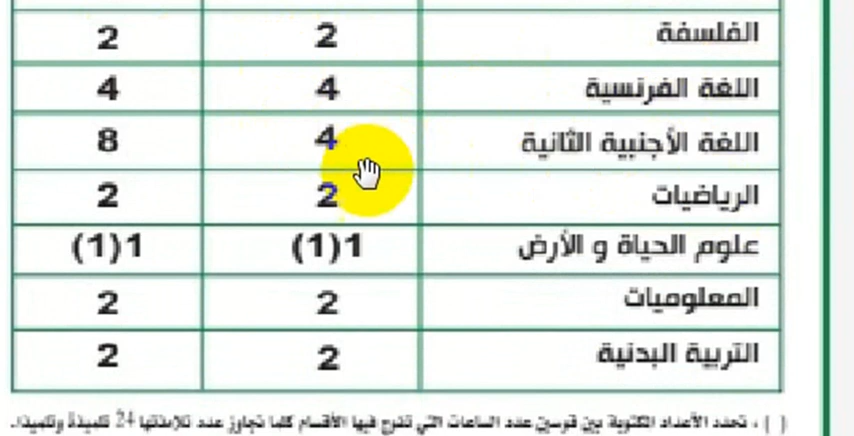 الفلسفة 2 2
اللغة الفرنسية 4 4
اللغة الأجنبية الثانية 4 8
الرياضيات 2 2
علوم الحياة و الأرض 1(1) 1(1)
المعلوميات 2 2
التربية البدنية 2 2
( ) ، تحدد الأعداد المكتوبة بين قوسين عدد الساعات التي تفرج فيها الأقسام كلما تجاوز عدد تلامذتها 24 تلميذة وتلميذا.